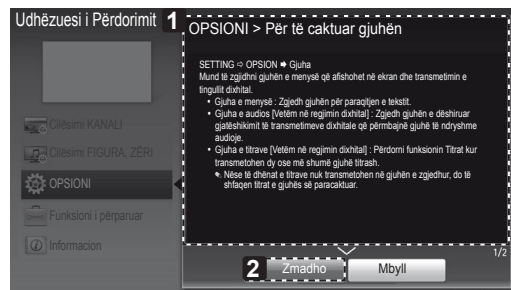 Udhëzuesi i Përdorimit
1
OPSIONI > Për të caktuar gjuhën
SETTING ⇨ OPSION ➡ Gjuha
Mund të zgjidhni gjuhën e menysë që afishohet në ekran dhe transmetimin e
tingullit dixhital.
• Gjuha e menysë : Zgjedh gjuhën për paraqitjen e tekstit.
• Gjuha e audios [Vetëm në regjimin dixhital] : Zgjedh gjuhën e dëshiruar
gjatëshikimit të transmetimeve dixhitale që përmbajnë gjuhë të ndryshme
audioje.
• Gjuha e titrave [Vetëm në regjimin dixhital] : Përdorni funksionin Titrat kur
transmetohen dy ose më shumë gjuhë titrash.
Nëse të dhënat e titrave nuk transmetohen në gjuhën e zgjedhur, do të
shfaqen titrat e gjuhës së paracaktuar.
Cilësimi KANALI
Cilësimi FIGURA, ZËRI
OPSIONI
Funksioni i përparuar
Informacion
1/2
2
Zmadho
Mbyll